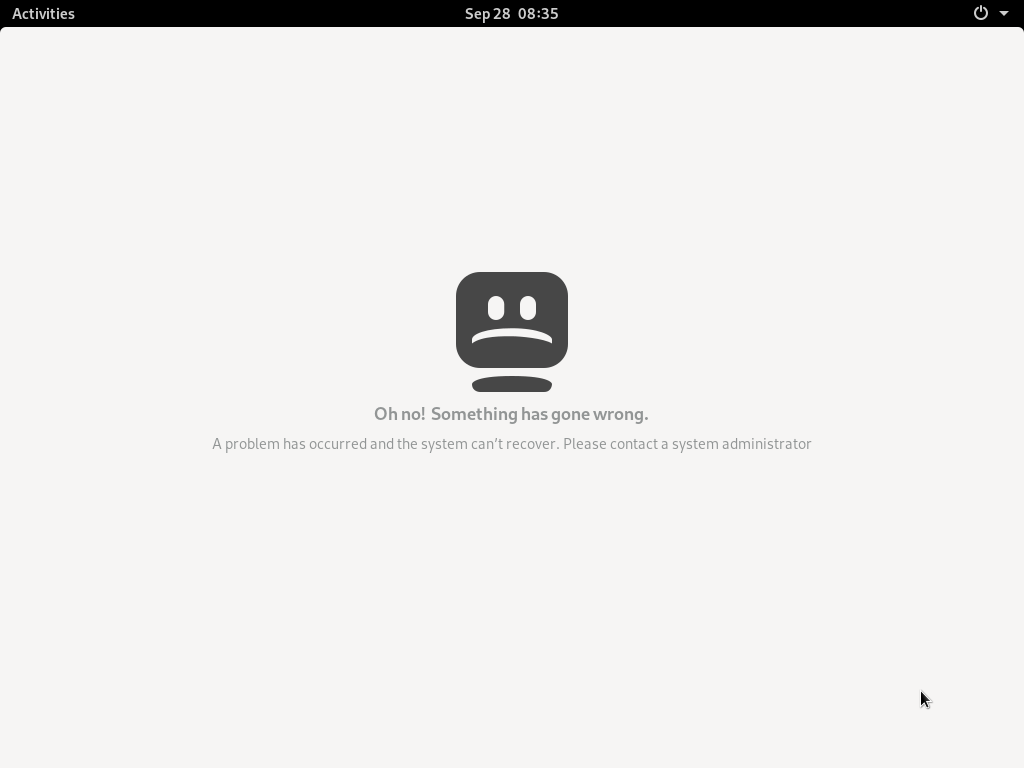 Activities Sep 28 08:35
Oh no! Something has gone wrong.
A problem has occurred and the system can’t recover. Please contact a system administrator